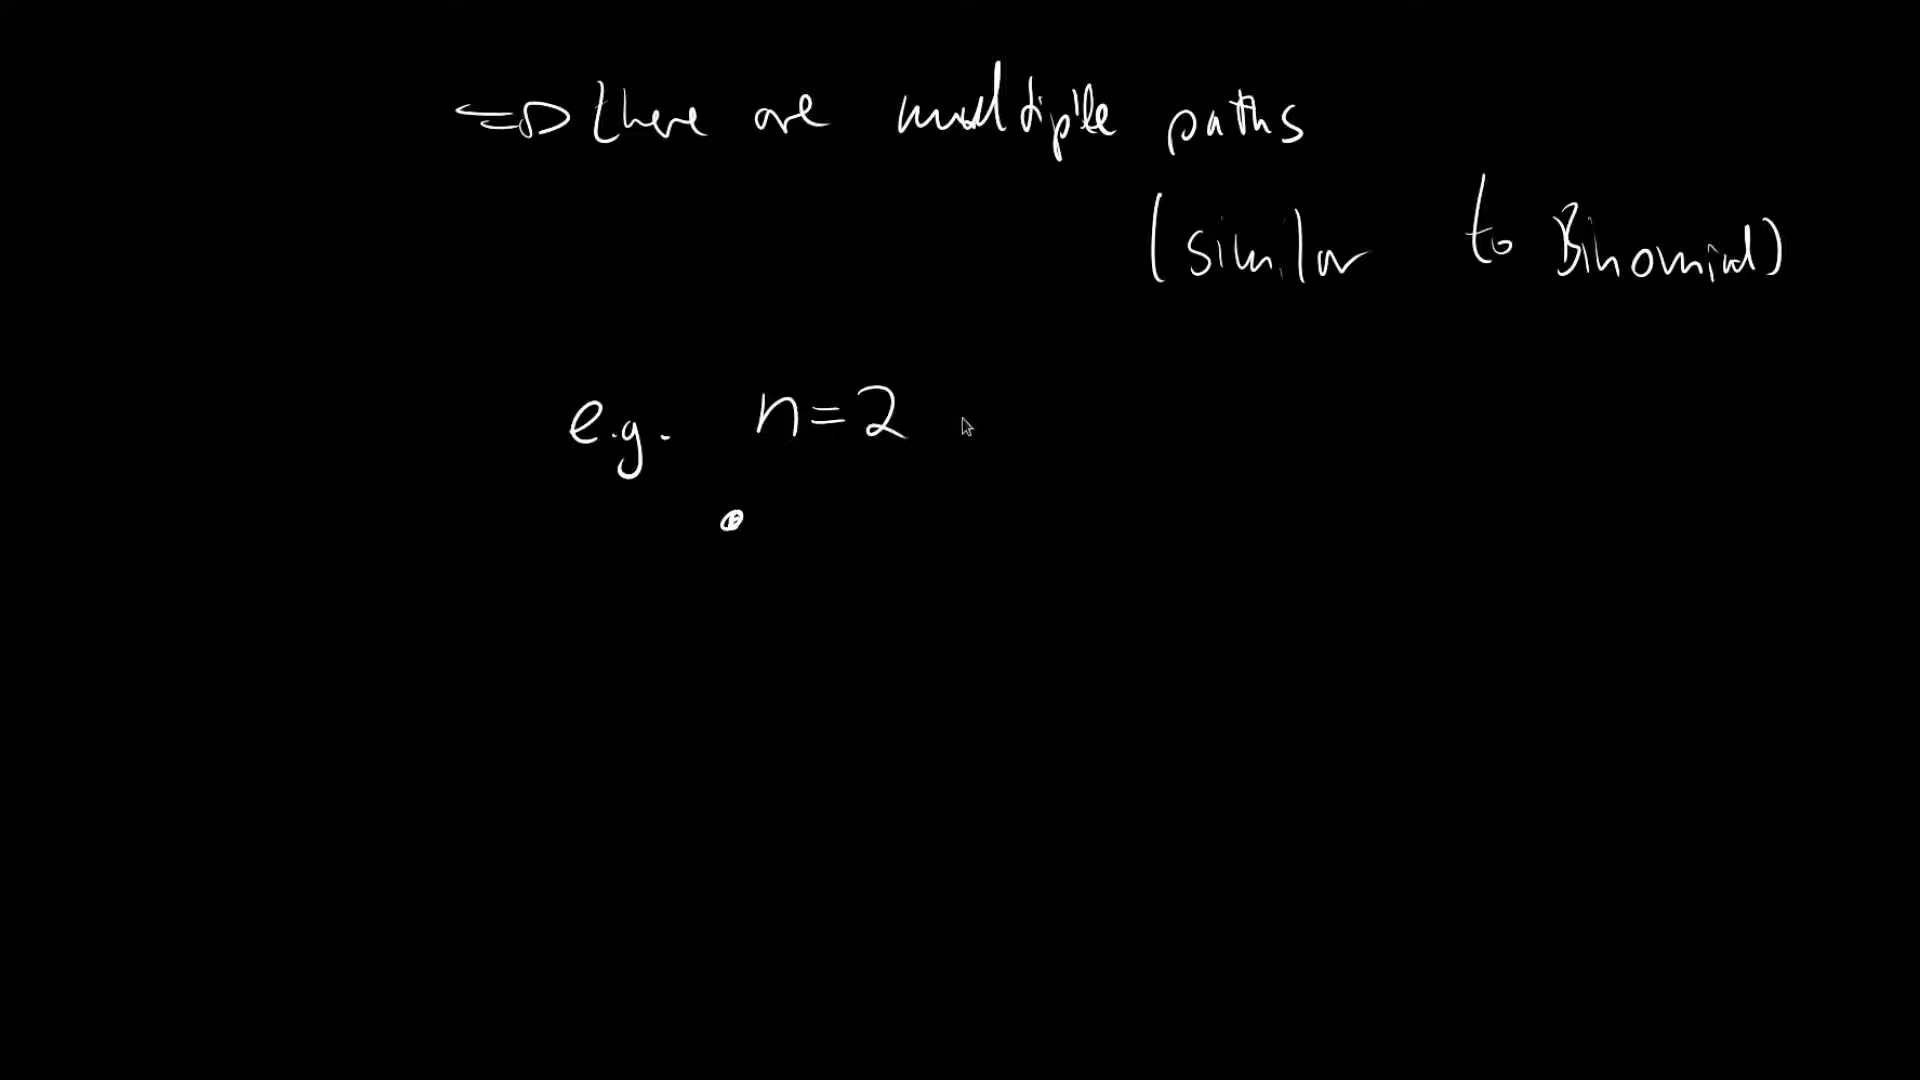 ⇒ there are multiple paths
(similar to Binomial)
e.g. n=2